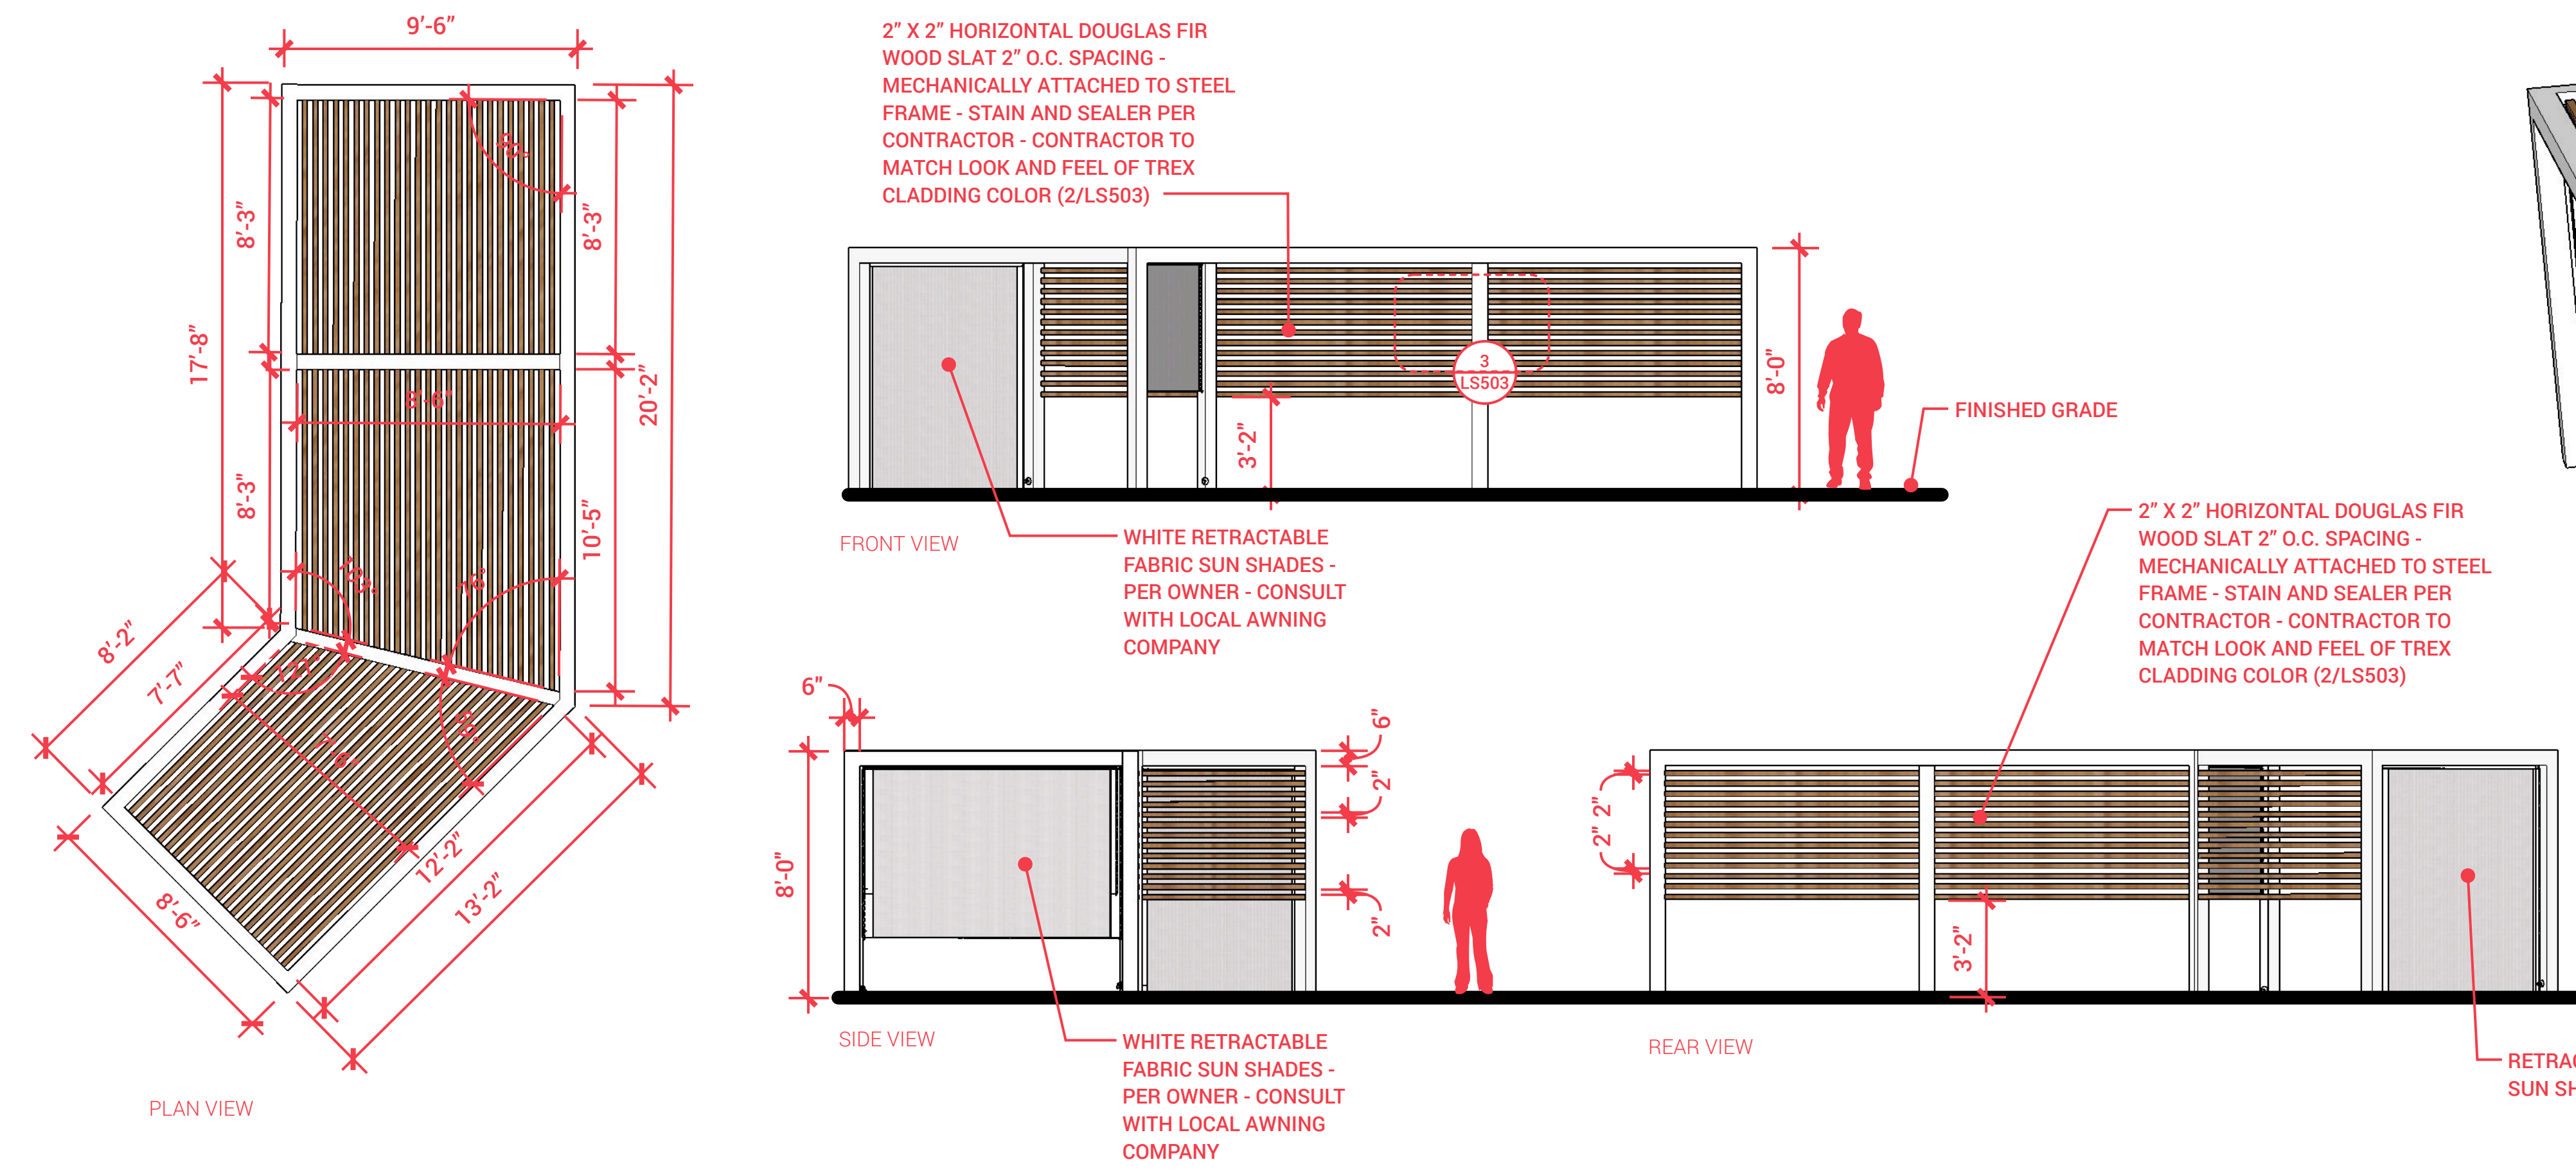 9'-6"
90°
8'-3"
8'-3"
17'-8"
20'-2"
8'-6"
8'-3"
10'-5"
103°
76°
8'-2"
7'-7"
127°
90°
7'-6"
12'-2"
13'-2"
8'-6"
PLAN VIEW
2" X 2" HORIZONTAL DOUGLAS FIR
WOOD SLAT 2" O.C. SPACING -
MECHANICALLY ATTACHED TO STEEL
FRAME - STAIN AND SEALER PER
CONTRACTOR - CONTRACTOR TO
MATCH LOOK AND FEEL OF TREX
CLADDING COLOR (2/LS503)
3
LS503
8'-0"
3'-2"
FINISHED GRADE
FRONT VIEW
WHITE RETRACTABLE
FABRIC SUN SHADES -
PER OWNER - CONSULT
WITH LOCAL AWNING
COMPANY
2" X 2" HORIZONTAL DOUGLAS FIR
WOOD SLAT 2" O.C. SPACING -
MECHANICALLY ATTACHED TO STEEL
FRAME - STAIN AND SEALER PER
CONTRACTOR - CONTRACTOR TO
MATCH LOOK AND FEEL OF TREX
CLADDING COLOR (2/LS503)
6"
6"
2"
8'-0"
2"
SIDE VIEW
WHITE RETRACTABLE
FABRIC SUN SHADES -
PER OWNER - CONSULT
WITH LOCAL AWNING
COMPANY
2" 2"
3'-2"
REAR VIEW
RETRA
SUN SH